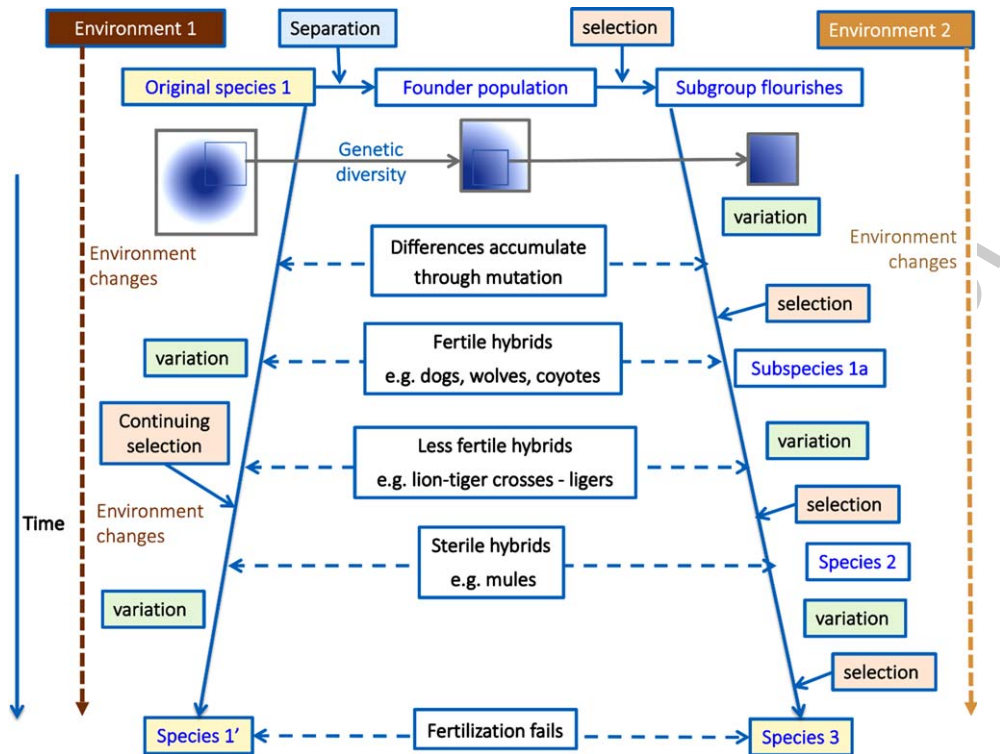 Environment 1
Separation
selection
Environment 2
Original species 1
Founder population
Subgroup flourishes
Genetic
diversity
variation
Environment
changes
Differences accumulate
through mutation
Environment
changes
selection
variation
Fertile hybrids
e.g. dogs, wolves, coyotes
Subspecies 1a
Continuing
selection
Less fertile hybrids
e.g. lion-tiger crosses - ligers
variation
Time
Environment
changes
selection
Sterile hybrids
e.g. mules
Species 2
variation
variation
selection
Species 1’
Fertilization fails
Species 3